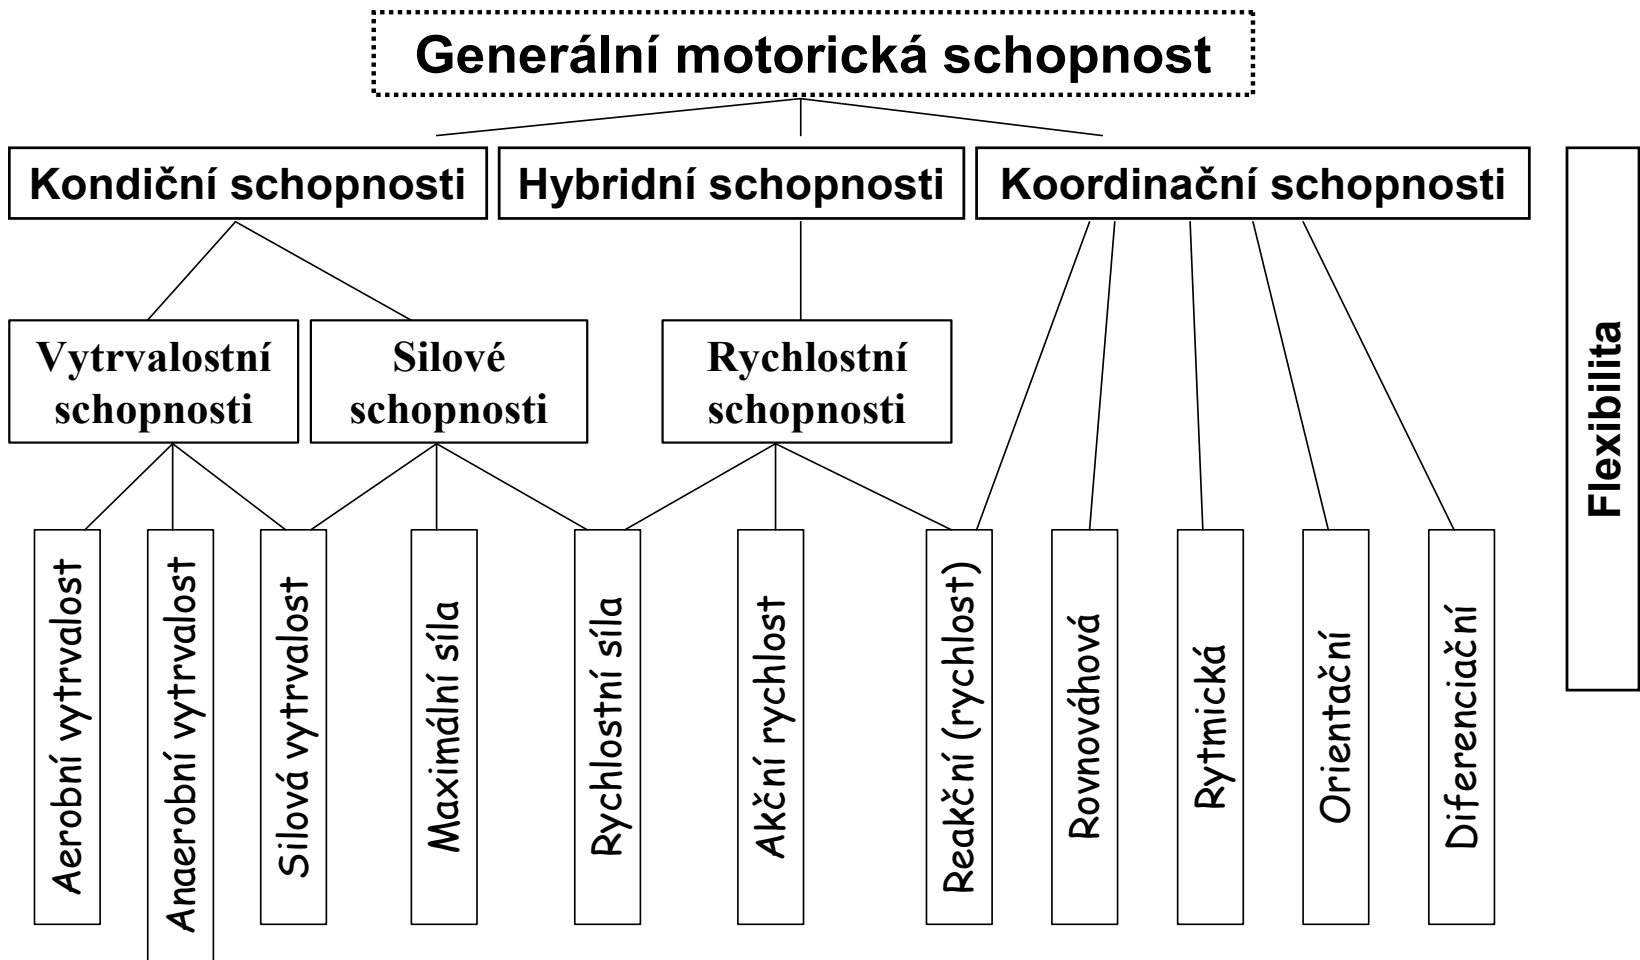 Generální motorická schopnost
Kondiční schopnosti
Hybridní schopnosti
Koordinační schopnosti
Flexibilita
Vytrvalostní
schopnosti
Silové
schopnosti
Rychlostní
schopnosti
Aerobní vytrvalost
Anaerobní vytrvalost
Silová vytrvalost
Maximální síla
Rychlostní síla
Akční rychlost
Reakční (rychlost)
Rovnováhová
Rytmická
Orientační
Diferenciační